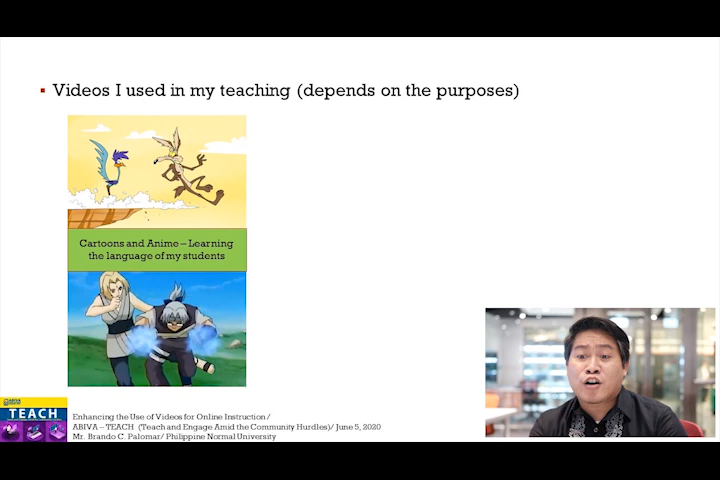 Videos I used in my teaching (depends on the purposes)
Cartoons and Anime – Learning
the language of my students
ABIVA
TEACH
Enhancing the Use of Videos for Online Instruction /
ABIVA – TEACH (Teach and Engage Amid the Community Hurdles)/ June 5, 2020
Mr. Brando C. Palomar/ Philippine Normal University